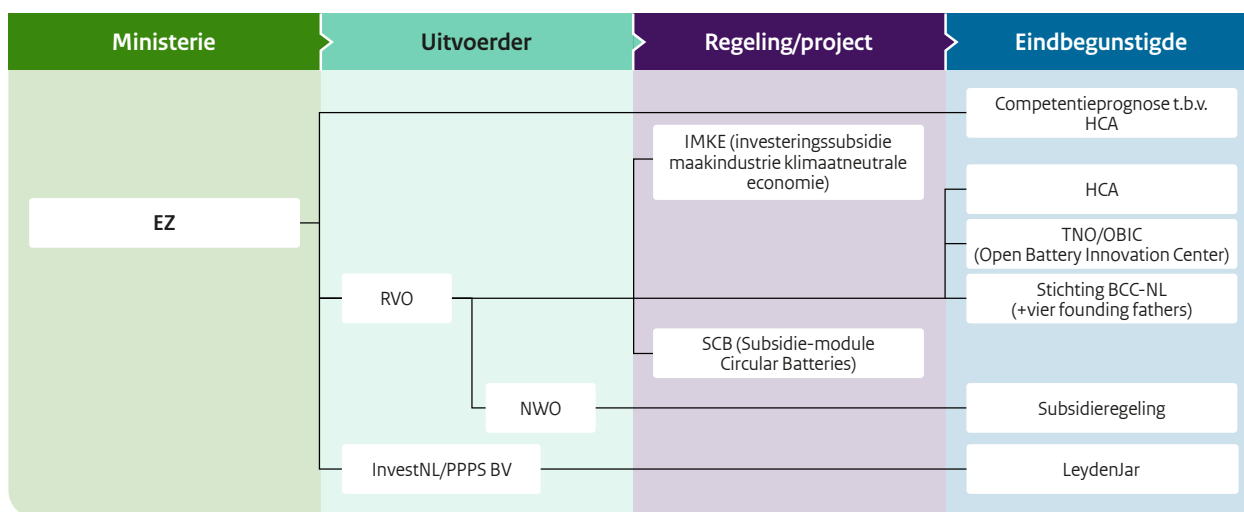 Ministerie
Uitvoerder
Regeling/project
Eindbegunstigde
Competentieprognose t.b.v.
HCA
IMKE (investeringssubsidie
maakindustrie klimaatneutrale
economie)
HCA
EZ
TNO/OBIC
(Open Battery Innovation Center)
RVO
Stichting BCC-NL
(+vier founding fathers)
SCB (Subsidie-module
Circular Batteries)
NWO
Subsidieregeling
InvestNL/PPPS BV
LeydenJar